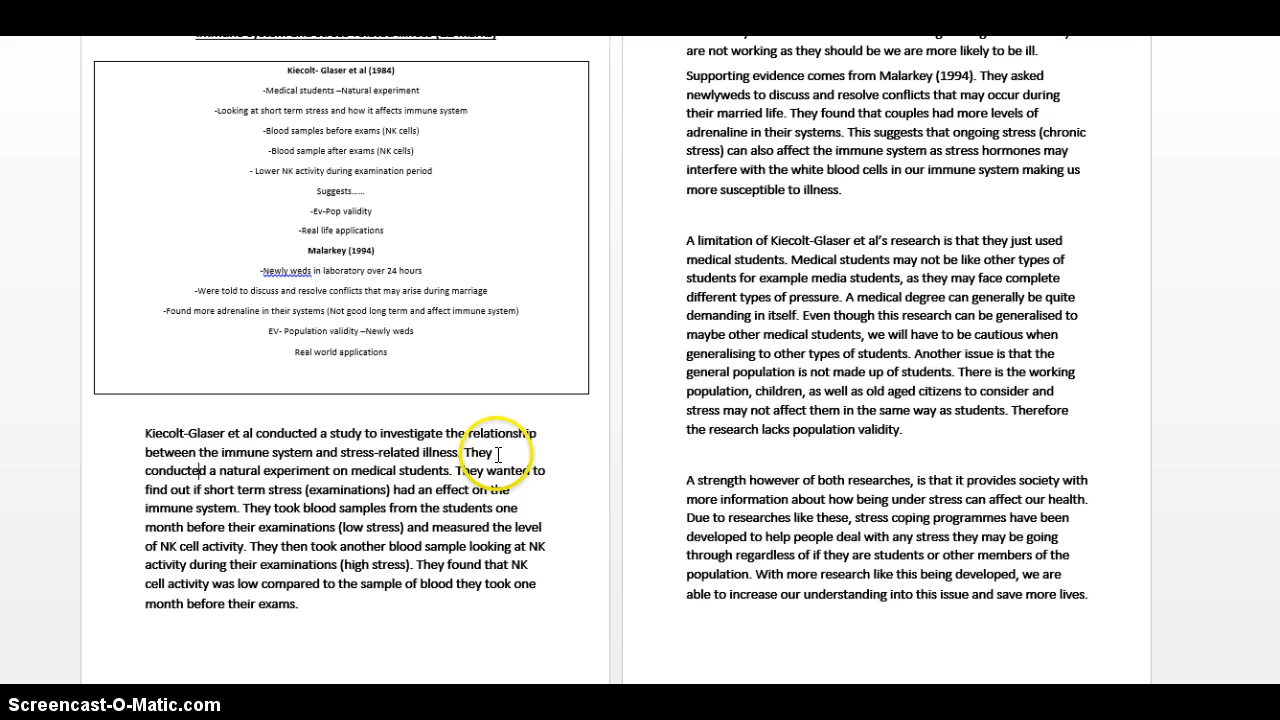 Immune system and stress-related illness (12 marks)
Kiecolt- Glaser et al (1984)
-Medical students –Natural experiment
-Looking at short term stress and how it affects immune system
-Blood samples before exams (NK cells)
-Blood sample after exams (NK cells)
- Lower NK activity during examination period
Suggests……
-Ev-Pop validity
-Real life applications
Malarkey (1994)
-Newly weds in laboratory over 24 hours
-Were told to discuss and resolve conflicts that may arise during marriage
-Found more adrenaline in their systems (Not good long term and affect immune system)
EV- Population validity –Newly weds
Real world applications
Kiecolt-Glaser et al conducted a study to investigate the relationship
between the immune system and stress-related illness. They
conducted a natural experiment on medical students. They wanted to
find out if short term stress (examinations) had an effect on the
immune system. They took blood samples from the students one
month before their examinations (low stress) and measured the level
of NK cell activity. They then took another blood sample looking at NK
activity during their examinations (high stress). They found that NK
cell activity was low compared to the sample of blood they took one
month before their exams.
are not working as they should be we are more likely to be ill.
Supporting evidence comes from Malarkey (1994). They asked
newlyweds to discuss and resolve conflicts that may occur during
their married life. They found that couples had more levels of
adrenaline in their systems. This suggests that ongoing stress (chronic
stress) can also affect the immune system as stress hormones may
interfere with the white blood cells in our immune system making us
more susceptible to illness.
A limitation of Kiecolt-Glaser et al’s research is that they just used
medical students. Medical students may not be like other types of
students for example media students, as they may face complete
different types of pressure. A medical degree can generally be quite
demanding in itself. Even though this research can be generalised to
maybe other medical students, we will have to be cautious when
generalising to other types of students. Another issue is that the
general population is not made up of students. There is the working
population, children, as well as old aged citizens to consider and
stress may not affect them in the same way as students. Therefore
the research lacks population validity.
A strength however of both researches, is that it provides society with
more information about how being under stress can affect our health.
Due to researches like these, stress coping programmes have been
developed to help people deal with any stress they may be going
through regardless of if they are students or other members of the
population. With more research like this being developed, we are
able to increase our understanding into this issue and save more lives.
Screencast-O-Matic.com